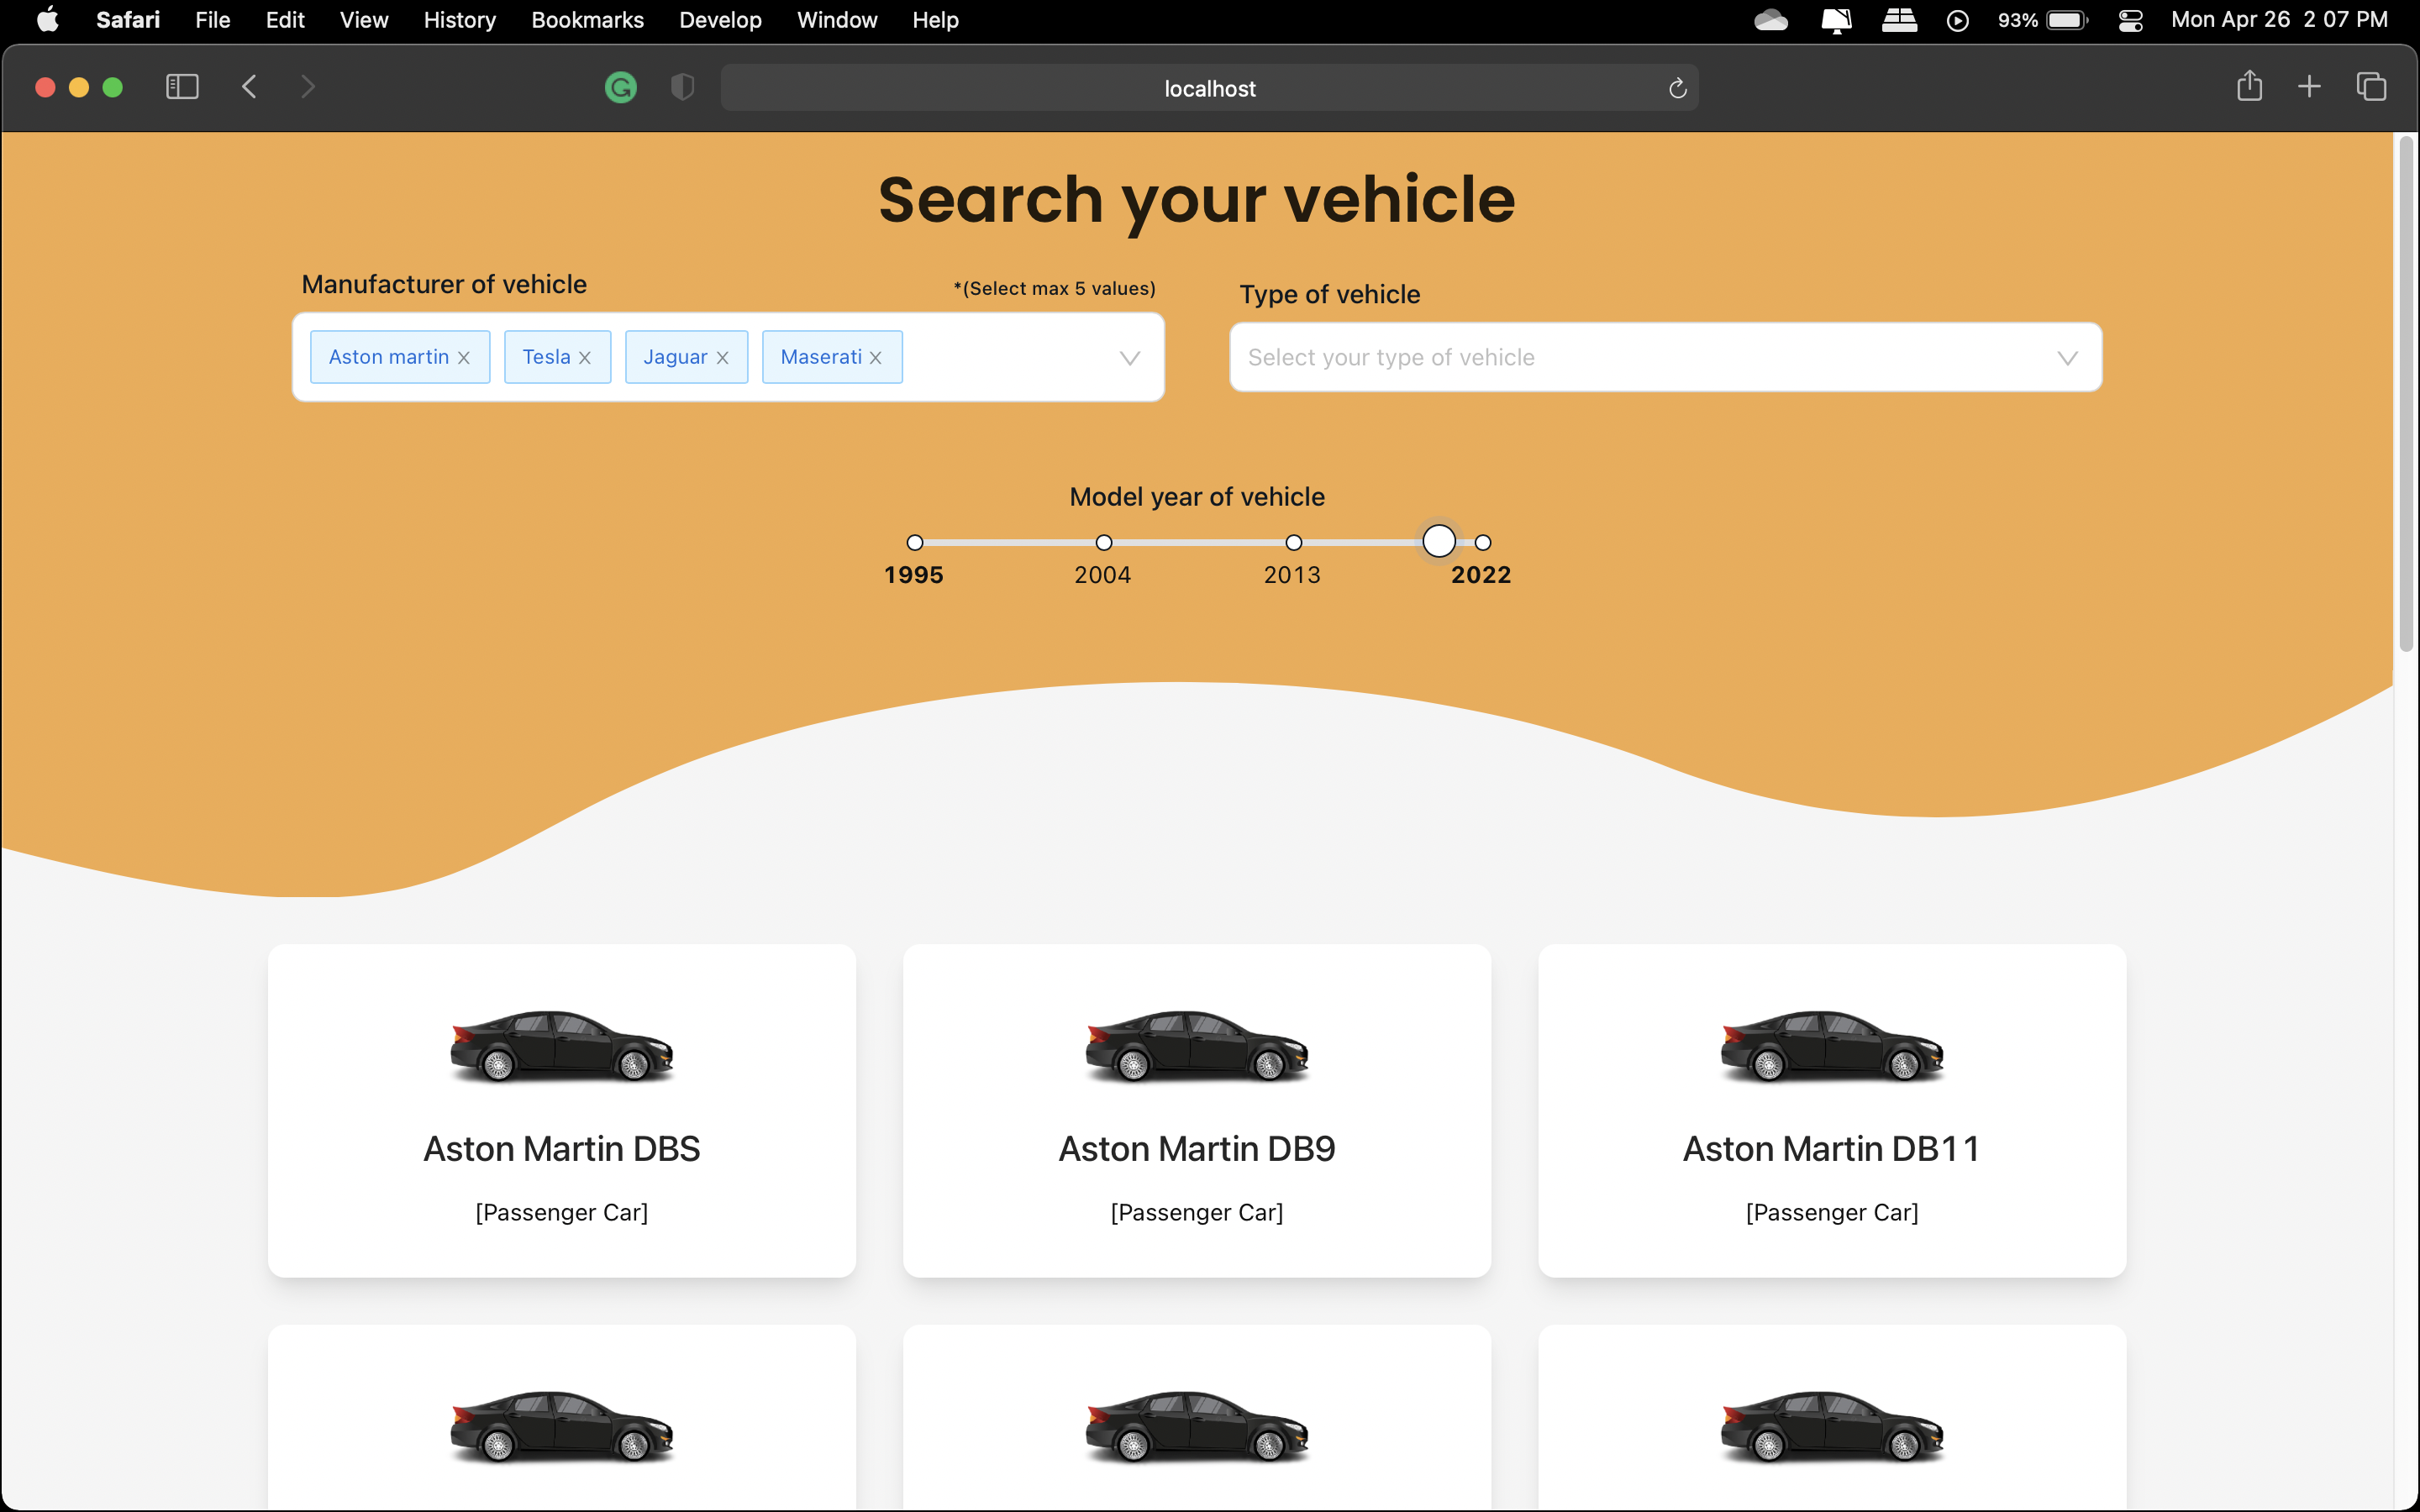 Safari File Edit View History Bookmarks Develop Window Help 93% Mon Apr 26 2 07 PM
localhost
Search your vehicle
Manufacturer of vehicle *(Select max 5 values) Type of vehicle
Aston martin Tesla Jaguar Maserati Select your type of vehicle
Model year of vehicle
1995 2004 2013 2022
Aston Martin DBS Aston Martin DB9 Aston Martin DB11
[Passenger Car] [Passenger Car] [Passenger Car]